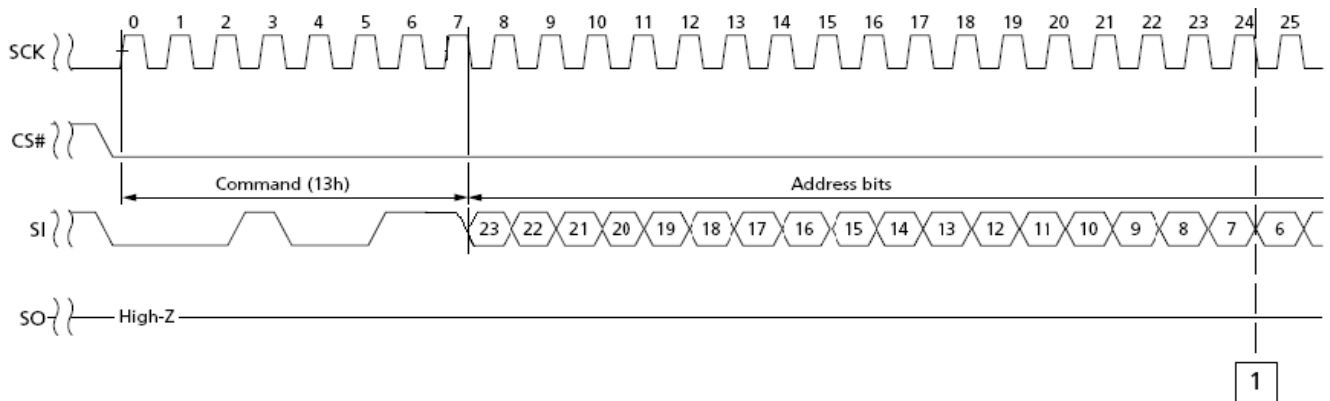 0 1 2 3 4 5 6 7 8 9 10 11 12 13 14 15 16 17 18 19 20 21 22 23 24 25
SCK
CS#
Command (13h) Address bits
SI 23 22 21 20 19 18 17 16 15 14 13 12 11 10 9 8 7 6
SO High-Z
1